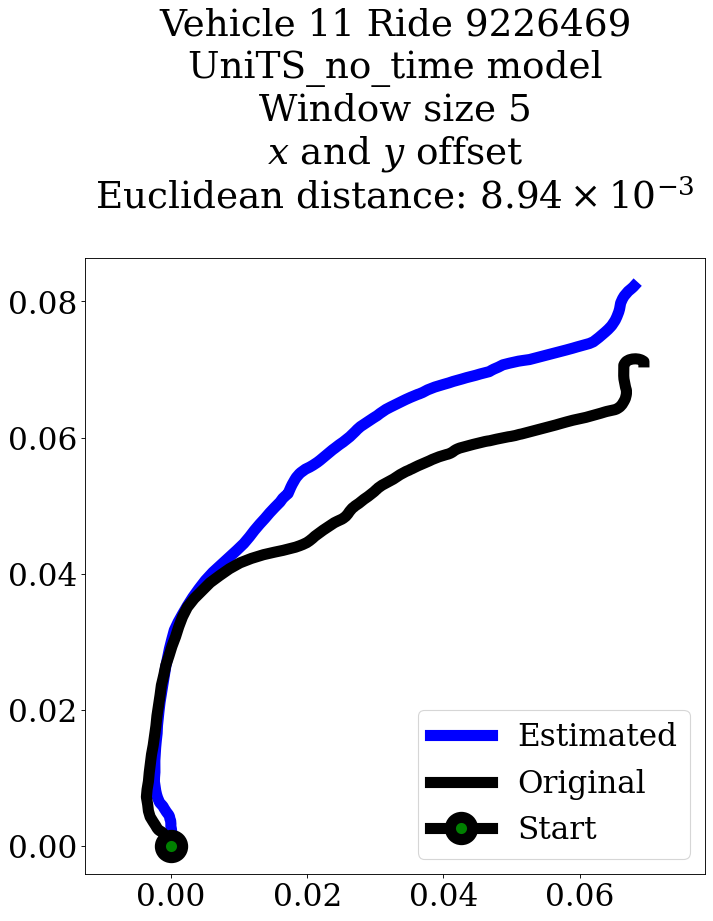 Vehicle 11 Ride 9226469
UniTS_no_time model
Window size 5
x and y offset
Euclidean distance: 8.94 × 10⁻³
0.08
0.06
0.04
0.02
0.00
Estimated
Original
Start
0.00 0.02 0.04 0.06